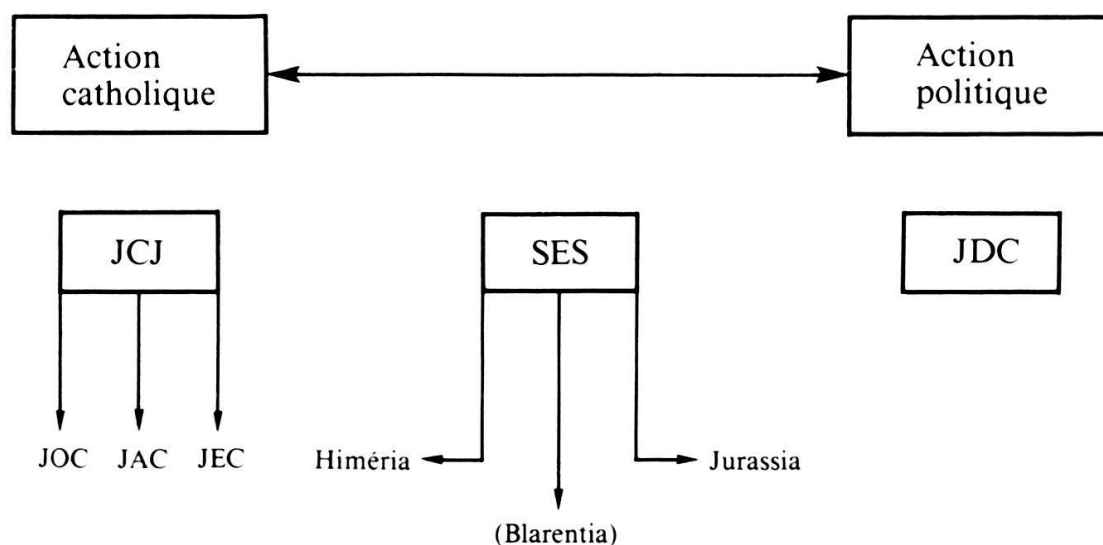 Action
catholique
Action
politique
JCJ
SES
JDC
JOC JAC JEC
Himéria
Jurassia
(Blarentia)